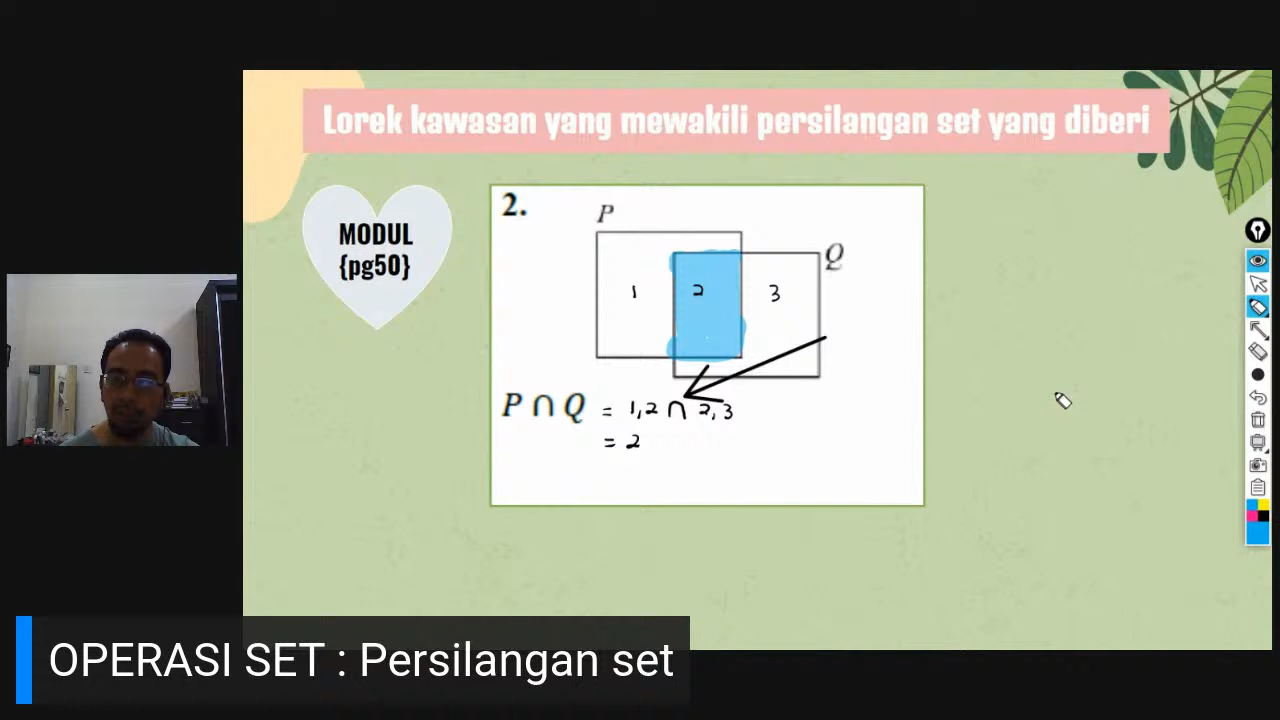 Lorek kawasan yang mewakili persilangan set yang diberi
MODUL
{pg50}
2.
P
Q
1
2
3
P ∩ Q = 1,2 ∩ 2,3
= 2
OPERASI SET : Persilangan set